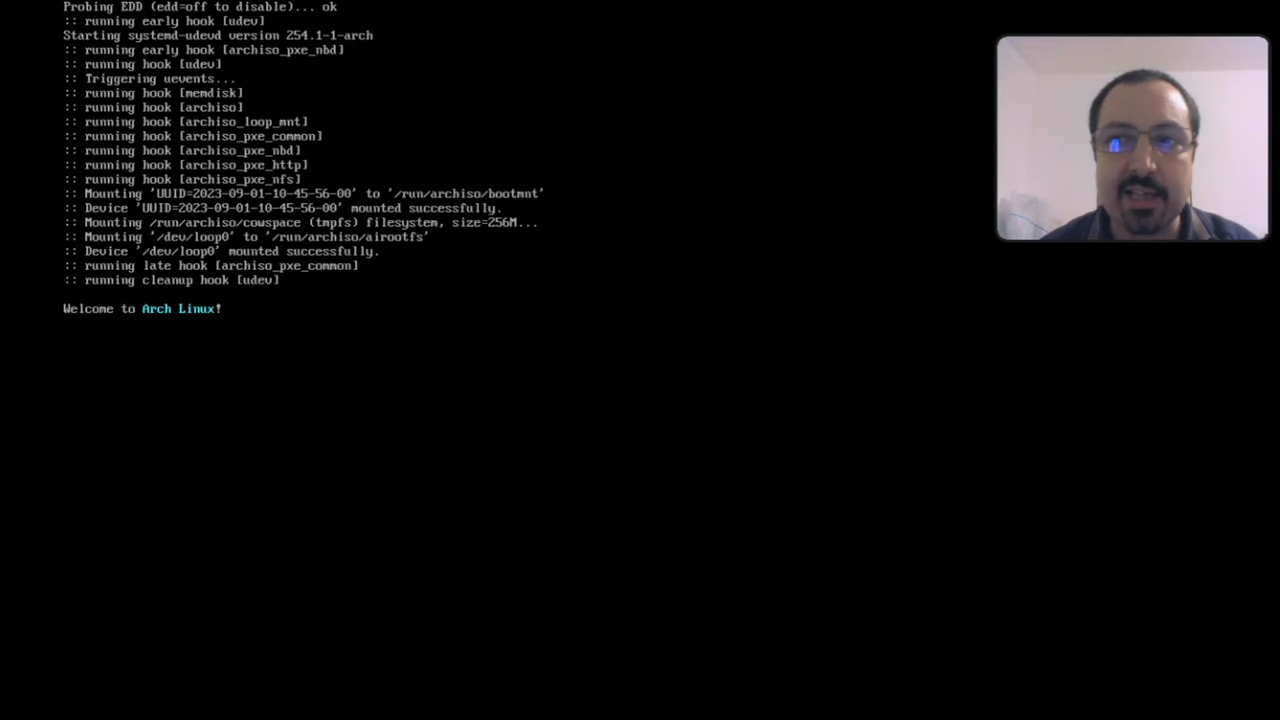 Probing EDD (edd=off to disable)... ok
:: running early hook [udev]
Starting systemd-udevd version 254.1-1-arch
:: running early hook [archiso_pxe_nbd]
:: running hook [udev]
:: Triggering uevents...
:: running hook [memdisk]
:: running hook [archiso]
:: running hook [archiso_loop_mnt]
:: running hook [archiso_pxe_common]
:: running hook [archiso_pxe_nbd]
:: running hook [archiso_pxe_http]
:: running hook [archiso_pxe_nfs]
:: Mounting 'UUID=2023-09-01-10-45-56-00' to '/run/archiso/bootmnt'
:: Device 'UUID=2023-09-01-10-45-56-00' mounted successfully.
:: Mounting /run/archiso/cowspace (tmpfs) filesystem, size=256M...
:: Mounting '/dev/loop0' to '/run/archiso/airootfs'
:: Device '/dev/loop0' mounted successfully.
:: running late hook [archiso_pxe_common]
:: running cleanup hook [udev]
Welcome to Arch Linux!